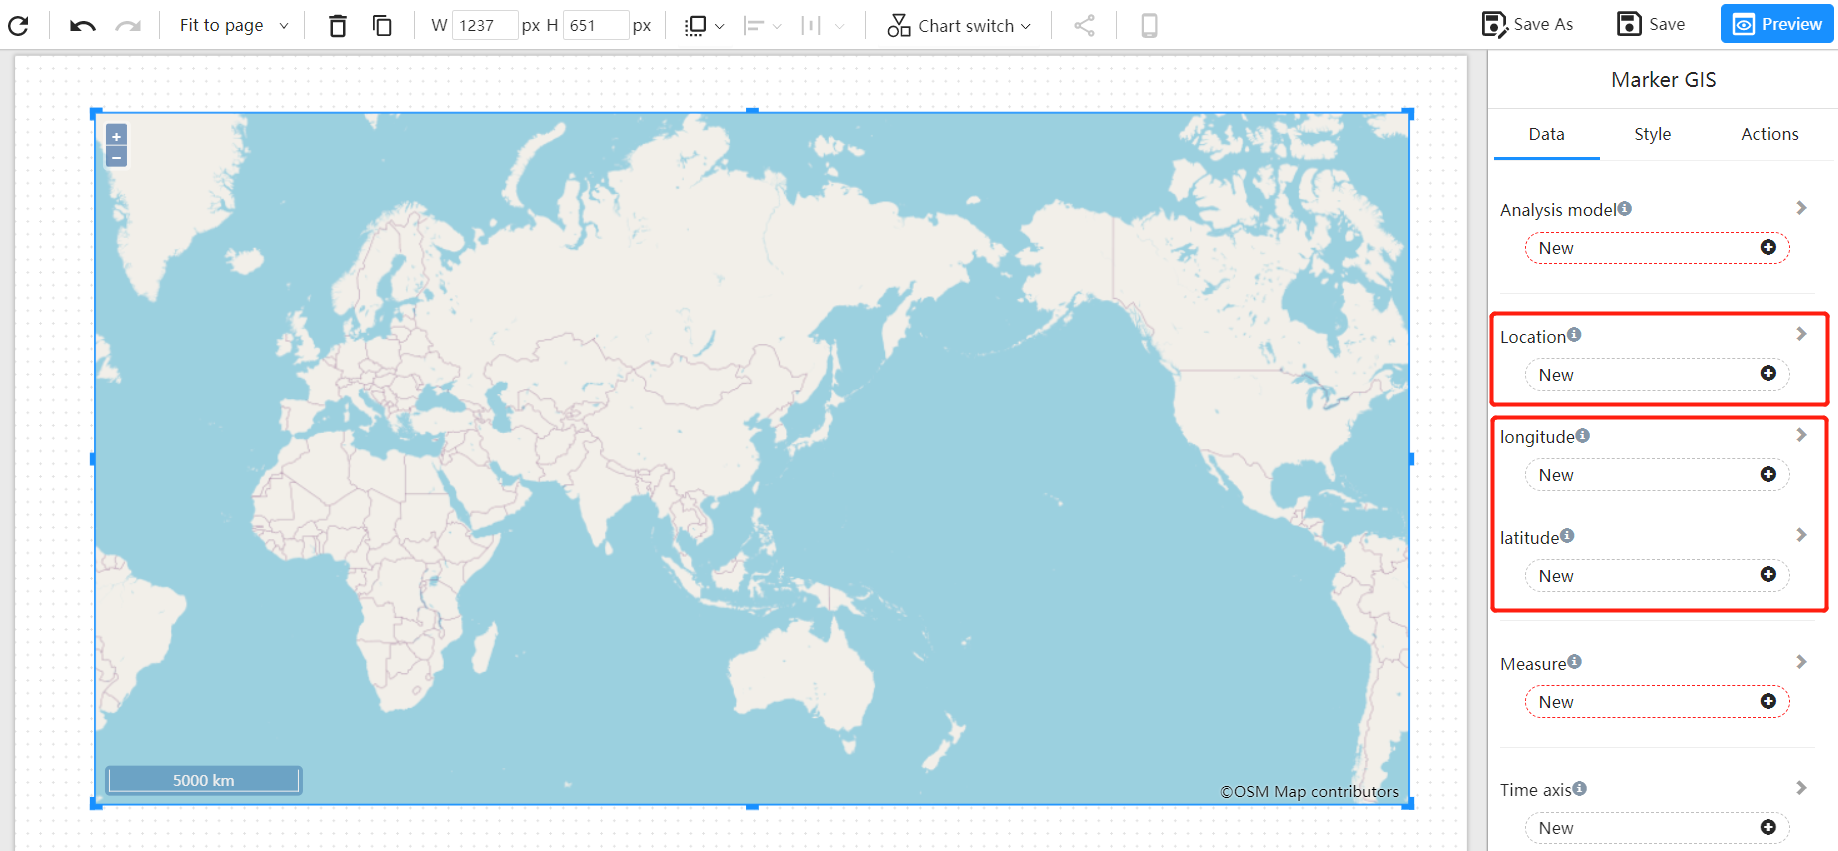 Fit to page W 1237 px H 651 px Chart switch Save As Save Preview
Marker GIS
Data Style Actions
Analysis model
New
Location
New
longitude
New
latitude
New
Measure
New
Time axis
New
+
−
5000 km
©OSM Map contributors